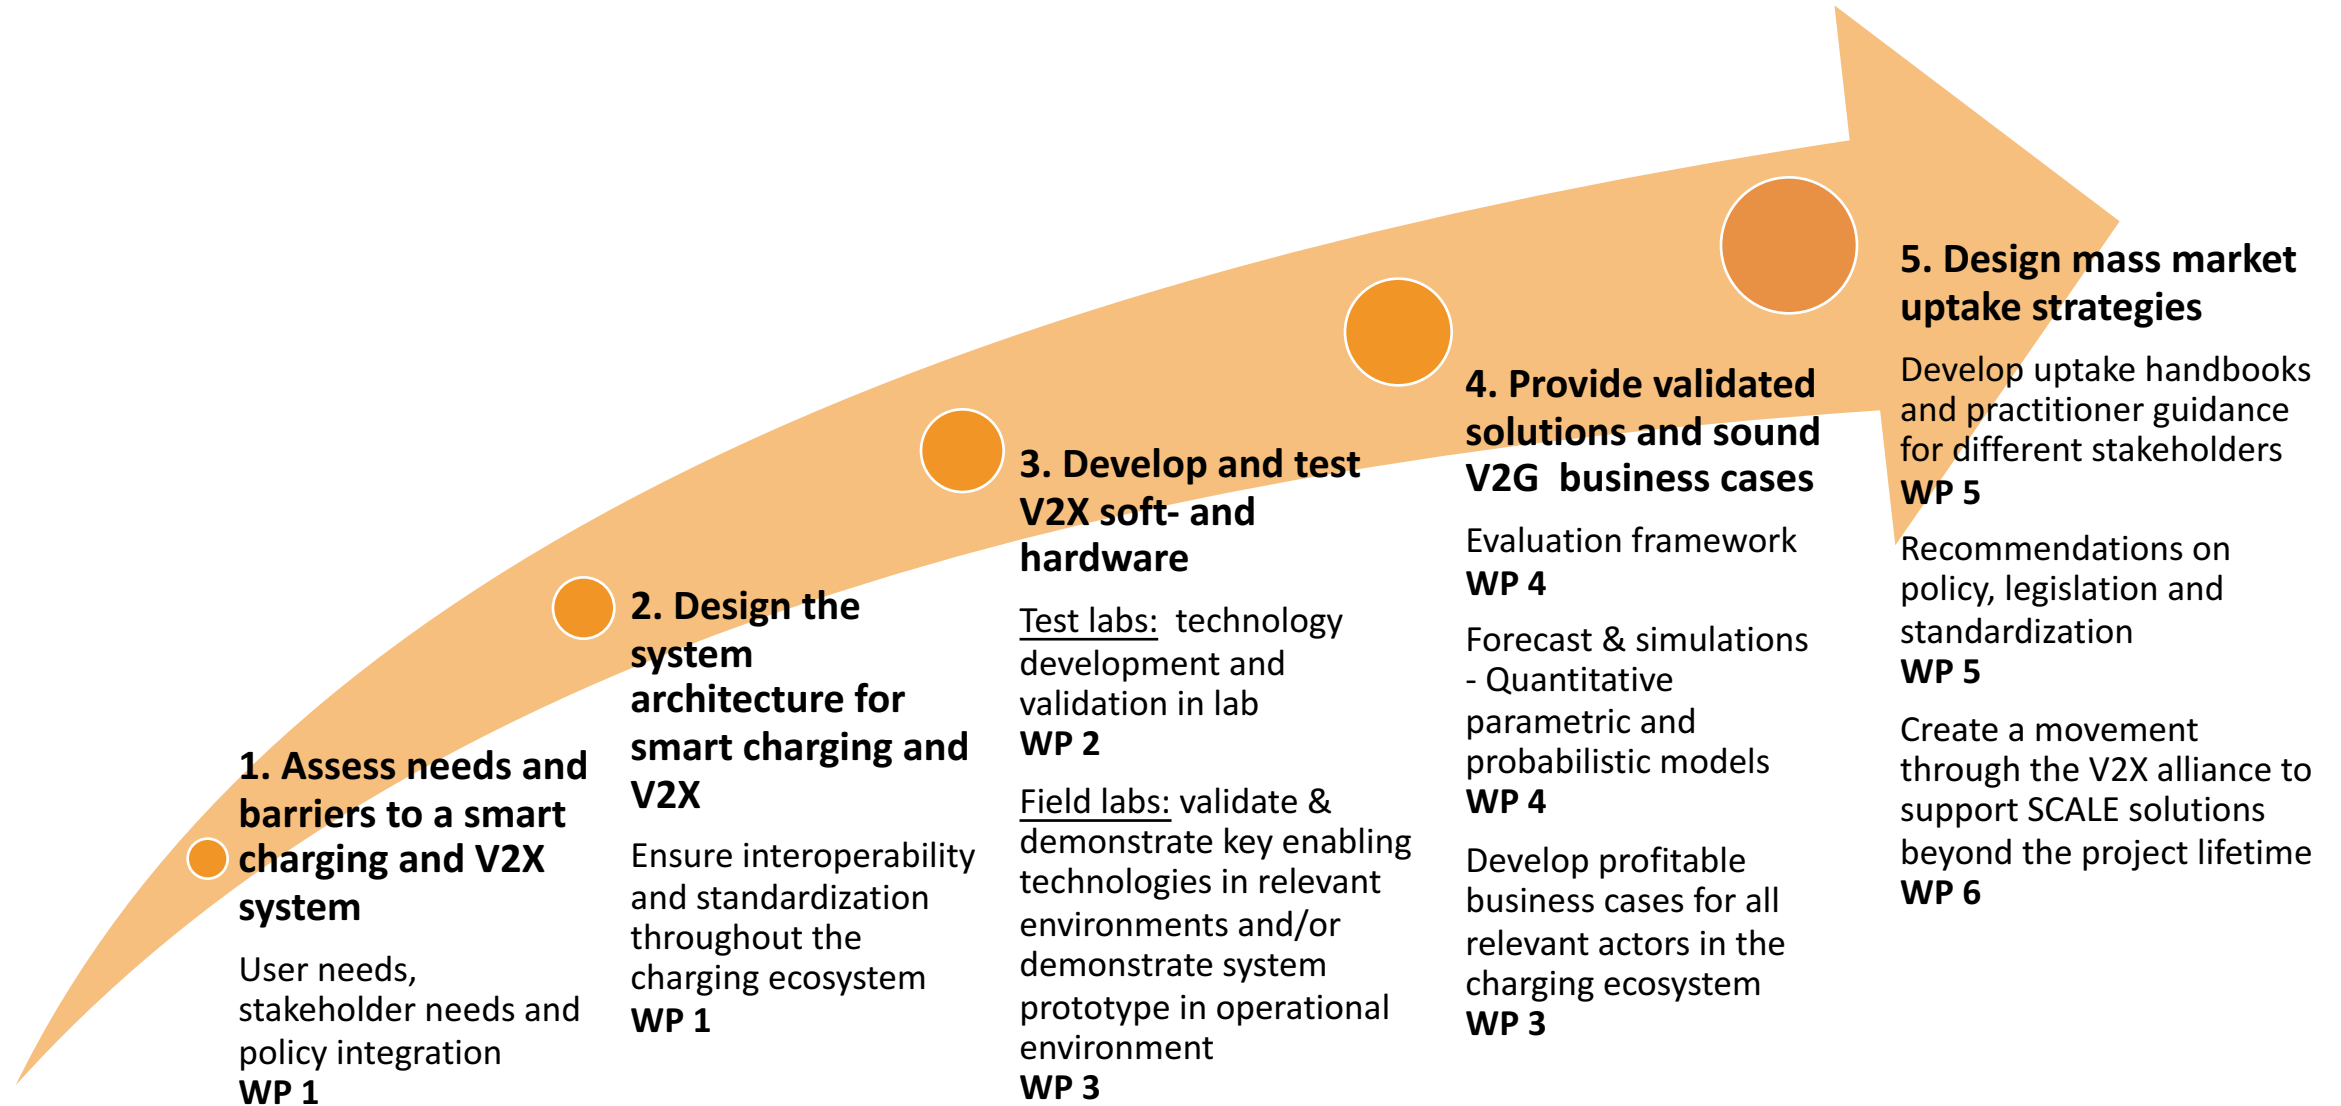 1. Assess needs and
barriers to a smart
charging and V2X
system
User needs,
stakeholder needs and
policy integration
WP 1
2. Design the
system
architecture for
smart charging and
V2X
Ensure interoperability
and standardization
throughout the
charging ecosystem
WP 1
3. Develop and test
V2X soft- and
hardware
Test labs: technology
development and
validation in lab
WP 2
Field labs: validate &
demonstrate key enabling
technologies in relevant
environments and/or
demonstrate system
prototype in operational
environment
WP 3
4. Provide validated
solutions and sound
V2G business cases
Evaluation framework
WP 4
Forecast & simulations
- Quantitative
parametric and
probabilistic models
WP 4
Develop profitable
business cases for all
relevant actors in the
charging ecosystem
WP 3
5. Design mass market
uptake strategies
Develop uptake handbooks
and practitioner guidance
for different stakeholders
WP 5
Recommendations on
policy, legislation and
standardization
WP 5
Create a movement
through the V2X alliance to
support SCALE solutions
beyond the project lifetime
WP 6